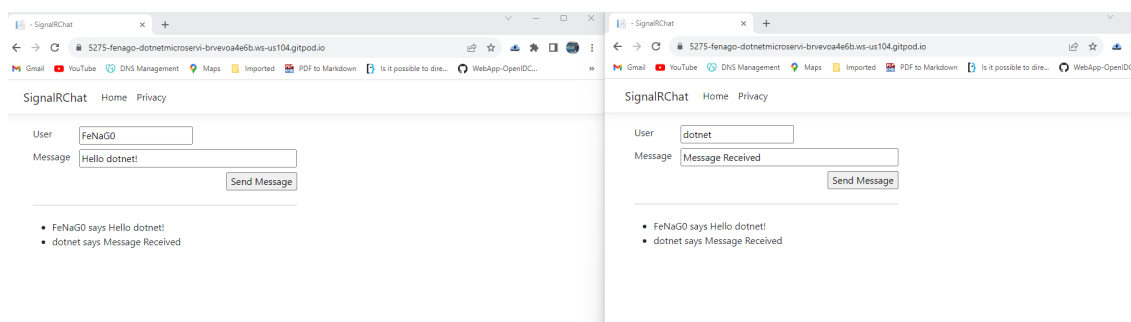 - SignalRChat
5275-fenago-dotnetmicroservi-brvevoa4e6b.ws-us104.gitpod.io
Gmail YouTube DNS Management Maps Imported PDF to Markdown Is it possible to dire... WebApp-OpenIDC... »
SignalRChat Home Privacy
User FeNaG0
Message Hello dotnet!
Send Message
• FeNaG0 says Hello dotnet!
• dotnet says Message Received
- SignalRChat
5275-fenago-dotnetmicroservi-brvevoa4e6b.ws-us104.gitpod.io
Gmail YouTube DNS Management Maps Imported PDF to Markdown Is it possible to dire... WebApp-OpenIDC
SignalRChat Home Privacy
User dotnet
Message Message Received
Send Message
• FeNaG0 says Hello dotnet!
• dotnet says Message Received